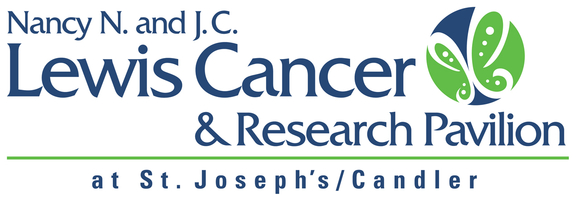 Nancy N. and J.C.
Lewis Cancer
& Research Pavilion
at St. Joseph's/Candler